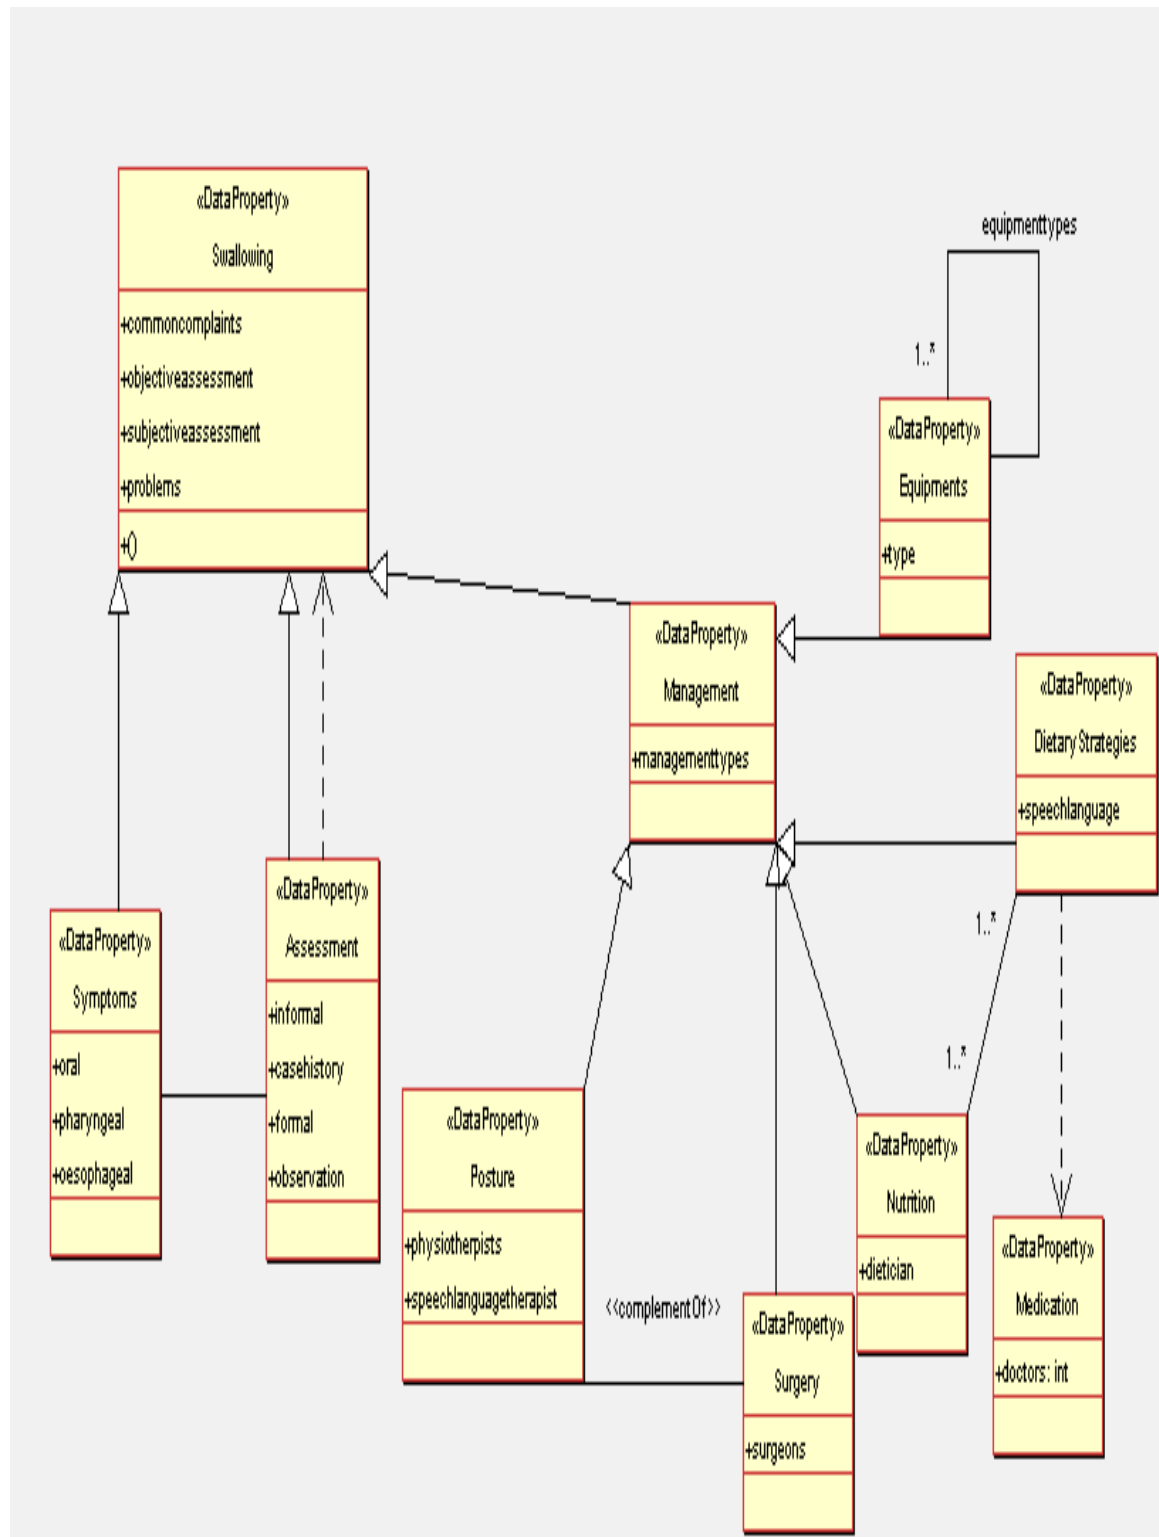 «DataProperty»
Swallowing
+commoncomplaints
+objectiveassessment
+subjectiveassessment
+problems
+()
equipmenttypes
1..*
«DataProperty»
Equipments
+type
«DataProperty»
Management
+managementtypes
«DataProperty»
DietaryStrategies
+speechlanguage
1..*
1..*
«DataProperty»
Symptoms
+oral
+pharyngeal
+oesophageal
«DataProperty»
Assessment
+informal
+casehistory
+formal
+observation
«DataProperty»
Posture
+physiotherpists
+speechlanguagetherapist
<<complementOf>>
«DataProperty»
Surgery
+surgeons
«DataProperty»
Nutrition
+dietician
«DataProperty»
Medication
+doctors: int